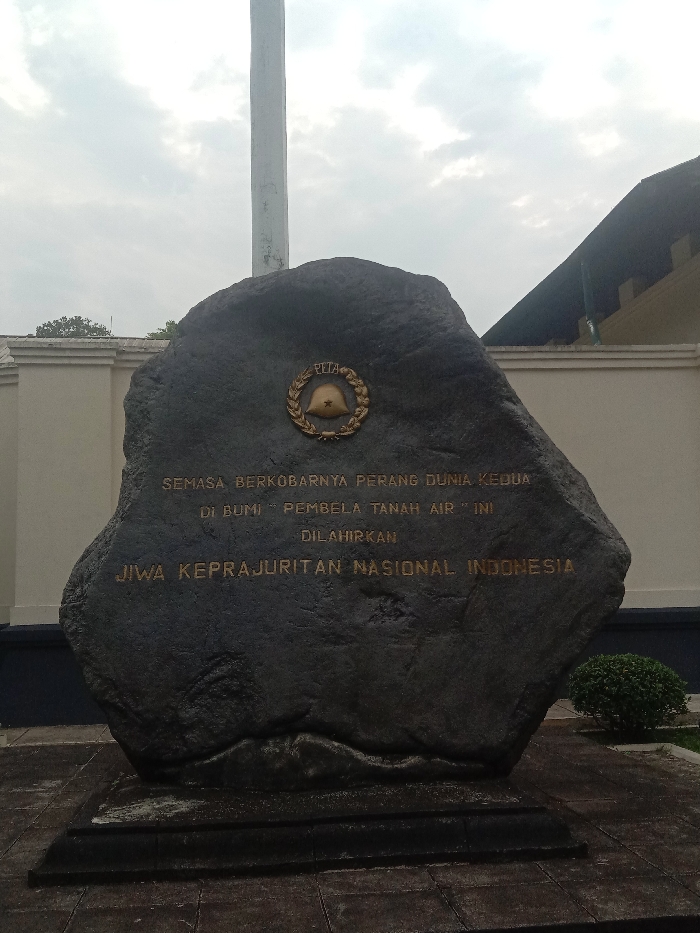 PETA
SEMASA BERKOBARNYA PERANG DUNIA KEDUA
DI BUMI " PEMBELA TANAH AIR " INI
DILAHIRKAN
JIWA KEPRAJURITAN NASIONAL INDONESIA